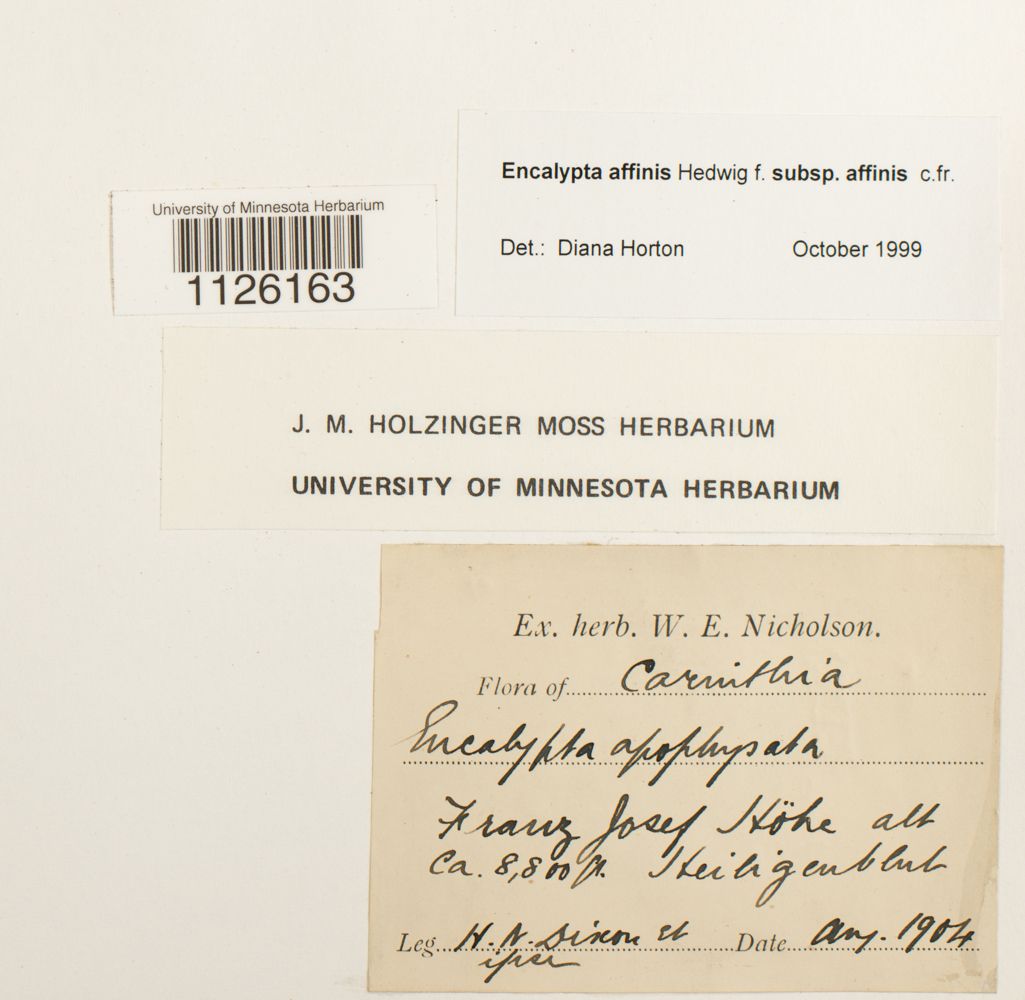 Encalypta affinis Hedwig f. subsp. affinis c.fr.
Det.: Diana Horton October 1999
University of Minnesota Herbarium
1126163
J. M. HOLZINGER MOSS HERBARIUM
UNIVERSITY OF MINNESOTA HERBARIUM
Ex. herb. W. E. Nicholson.
Flora of Carinthia
Encalypta apophysata
Franz Josef Höhe alt
Ca. 8,800 ft. Heiligenblut
Leg. H. N. Dixon et Date Aug. 1904
ipse